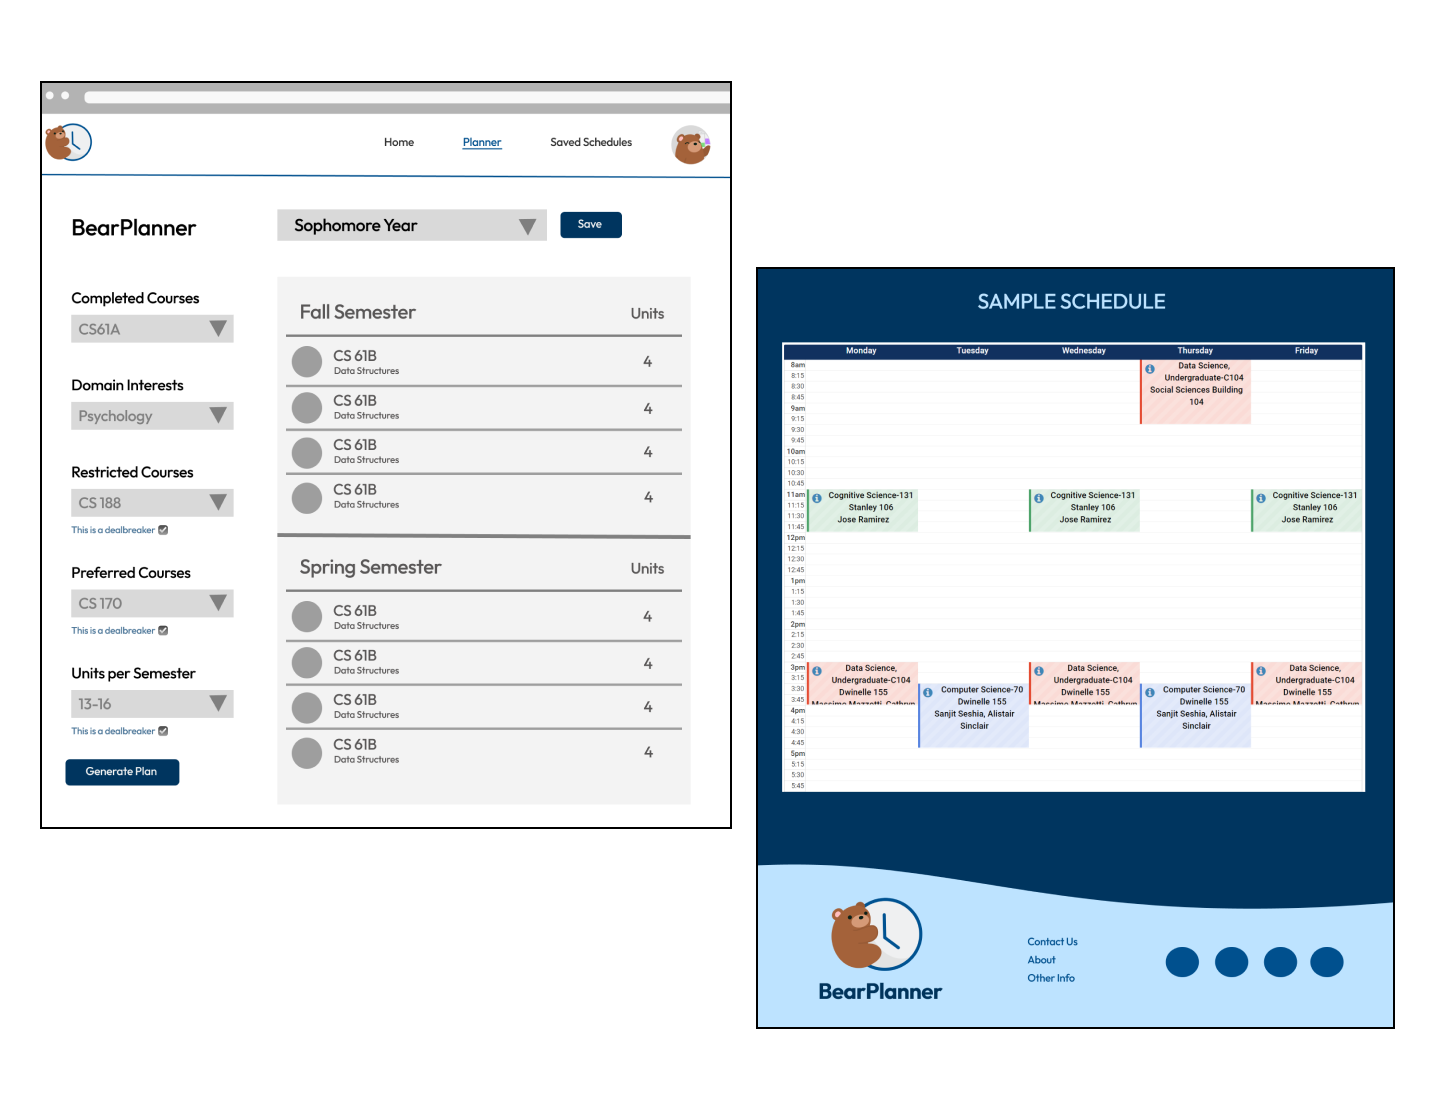 Home
Planner
Saved Schedules
BearPlanner
Sophomore Year
Save
Completed Courses
CS61A
Domain Interests
Psychology
Restricted Courses
CS 188
This is a dealbreaker
Preferred Courses
CS 170
This is a dealbreaker
Units per Semester
13-16
This is a dealbreaker
Generate Plan
Fall Semester
Units
CS 61B
Data Structures
4
CS 61B
Data Structures
4
CS 61B
Data Structures
4
CS 61B
Data Structures
4
Spring Semester
Units
CS 61B
Data Structures
4
CS 61B
Data Structures
4
CS 61B
Data Structures
4
CS 61B
Data Structures
4
SAMPLE SCHEDULE
Monday Tuesday Wednesday Thursday Friday
8am
8:15
8:30
8:45
9am
9:15
9:30
9:45
10am
10:15
10:30
10:45
11am
11:15
11:30
11:45
12pm
12:15
12:30
12:45
1pm
1:15
1:30
1:45
2pm
2:15
2:30
2:45
3pm
3:15
3:30
3:45
4pm
4:15
4:30
4:45
5pm
5:15
5:30
5:45
Cognitive Science-131
Stanley 106
Jose Ramirez
Data Science,
Undergraduate-C104
Dwinelle 155
Massimo Mazzotti, Cathryn
Computer Science-70
Dwinelle 155
Sanjit Seshia, Alistair
Sinclair
Cognitive Science-131
Stanley 106
Jose Ramirez
Data Science,
Undergraduate-C104
Dwinelle 155
Massimo Mazzotti, Cathryn
Data Science,
Undergraduate-C104
Social Sciences Building
104
Computer Science-70
Dwinelle 155
Sanjit Seshia, Alistair
Sinclair
Cognitive Science-131
Stanley 106
Jose Ramirez
Data Science,
Undergraduate-C104
Dwinelle 155
Massimo Mazzotti, Cathryn
BearPlanner
Contact Us
About
Other Info